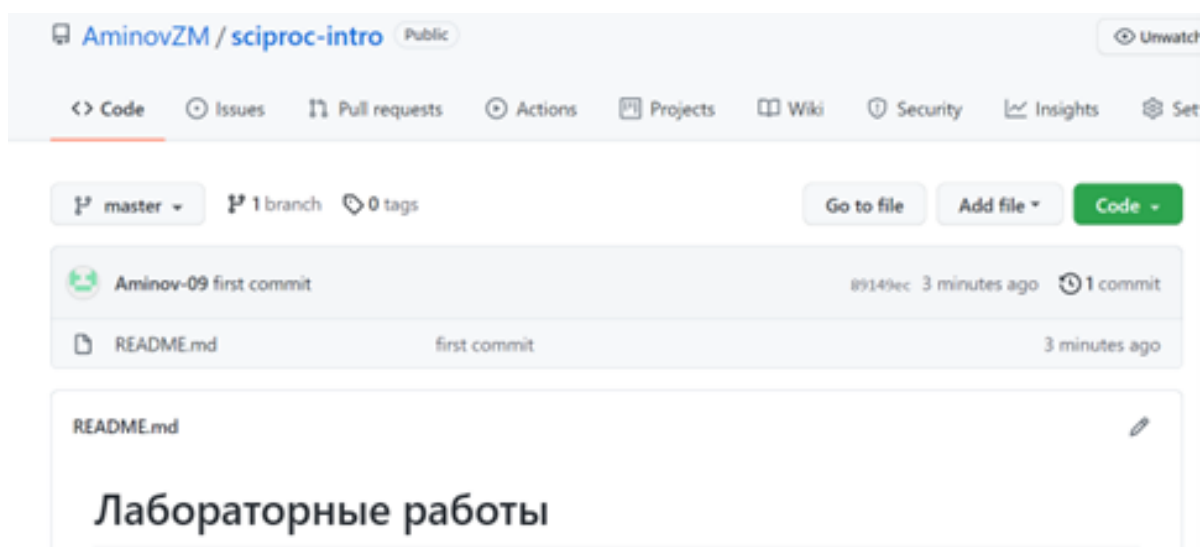 AminovZM / sciproc-intro Public Unwatch
<> Code Issues Pull requests Actions Projects Wiki Security Insights Set
master 1 branch 0 tags Go to file Add file Code
Aminov-09 first commit 89149ec 3 minutes ago 1 commit
README.md first commit 3 minutes ago
README.md
Лабораторные работы